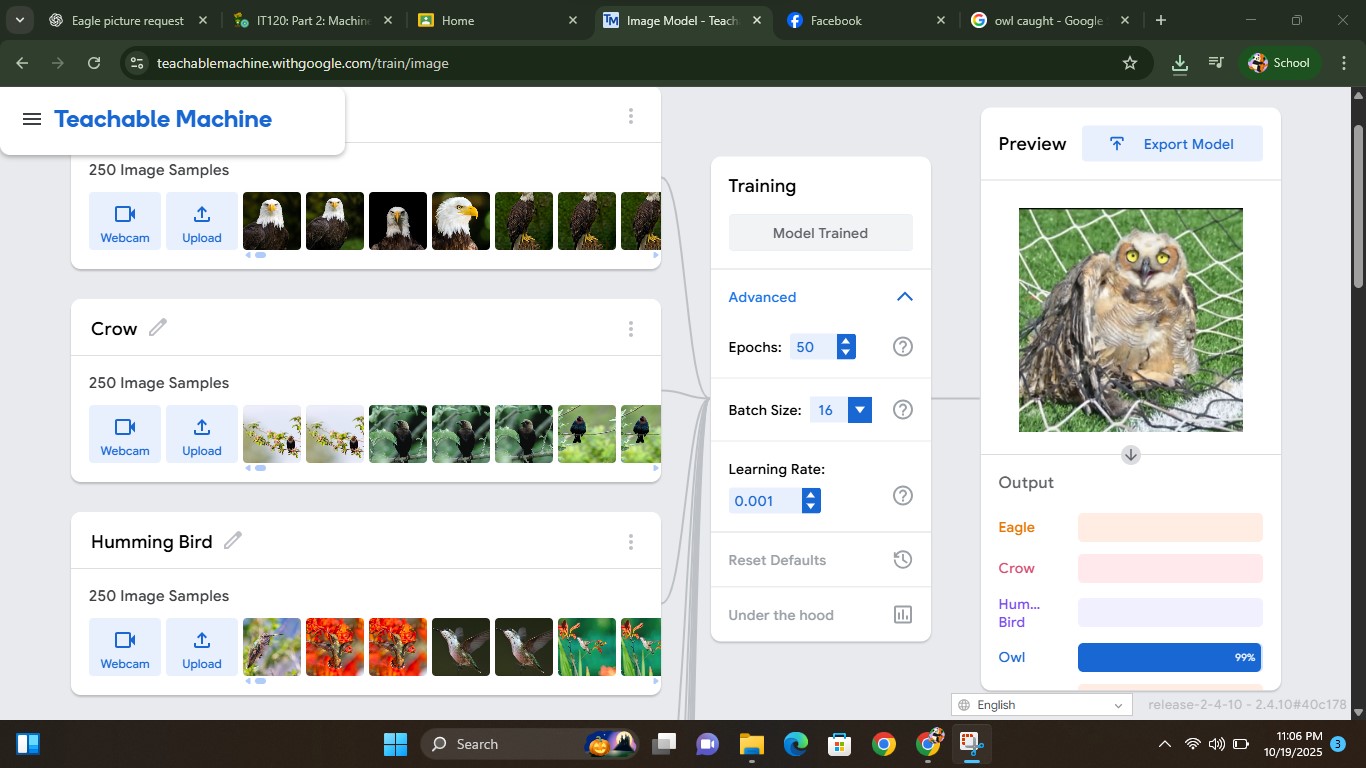 Eagle picture request
IT120: Part 2: Machine
Home
Image Model - Teach
Facebook
owl caught - Google
teachablemachine.withgoogle.com/train/image
School
Teachable Machine
250 Image Samples
Webcam
Upload
Crow
250 Image Samples
Webcam
Upload
Humming Bird
250 Image Samples
Webcam
Upload
Training
Model Trained
Advanced
Epochs: 50
Batch Size: 16
Learning Rate:
0.001
Reset Defaults
Under the hood
Preview
Export Model
Output
Eagle
Crow
Hum...
Bird
Owl
99%
English
release-2-4-10 - 2.4.10#40c178
Search
11:06 PM
10/19/2025
3